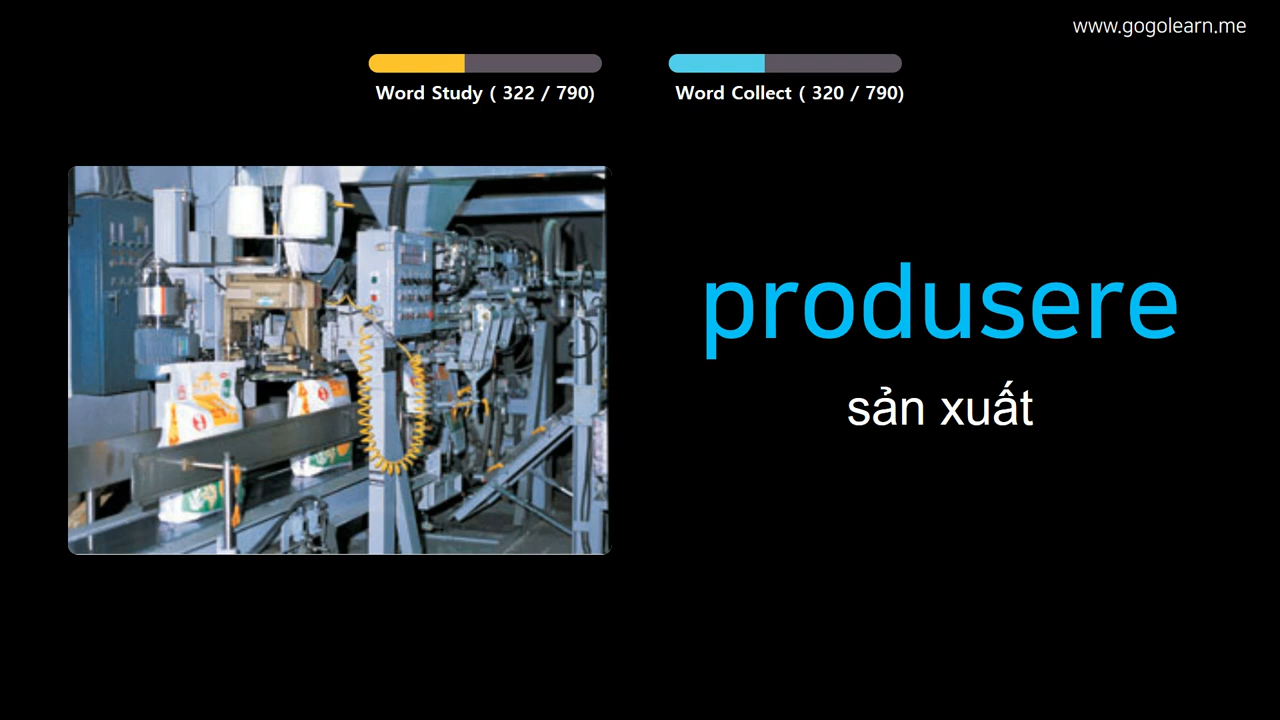 www.gogolearn.me
Word Study ( 322 / 790)
Word Collect ( 320 / 790)
produsere
sản xuất